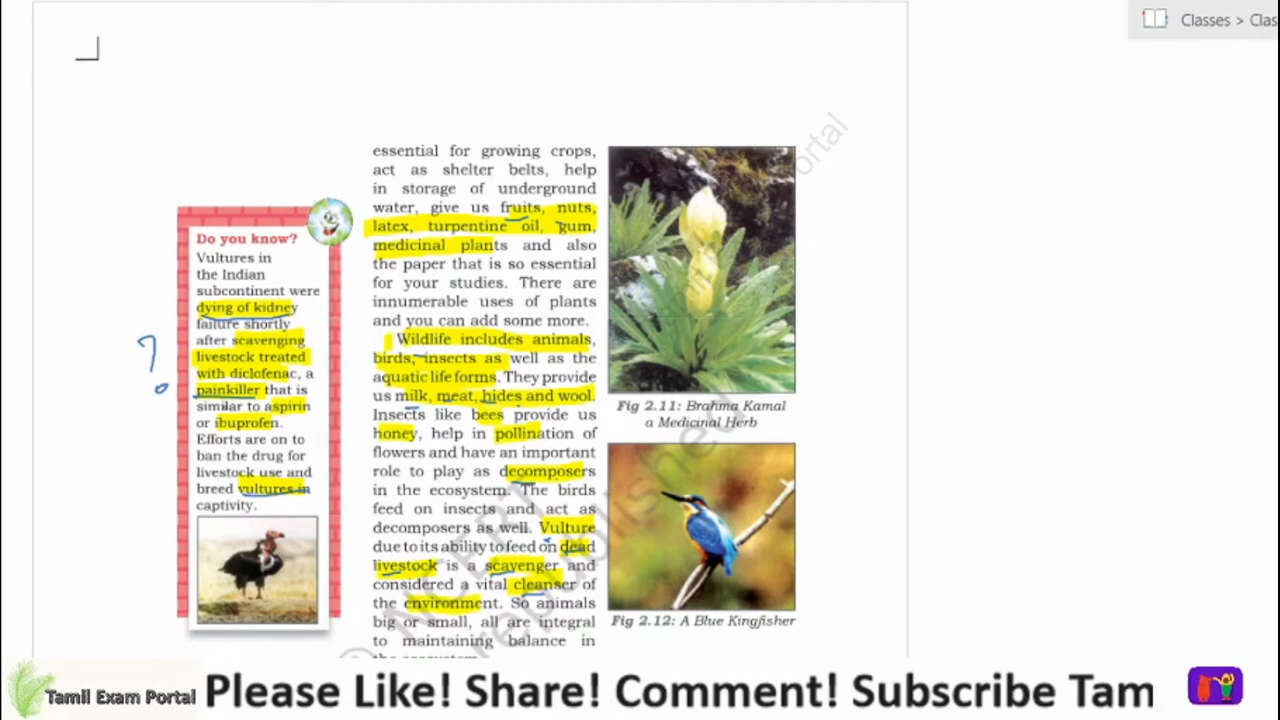 Classes > Clas
essential for growing crops,
act as shelter belts, help
in storage of underground
water, give us fruits, nuts,
latex, turpentine oil, gum,
medicinal plants and also
the paper that is so essential
for your studies. There are
innumerable uses of plants
and you can add some more.
Wildlife includes animals,
birds, insects as well as the
aquatic life forms. They provide
us milk, meat, hides and wool.
Insects like bees provide us
honey, help in pollination of
flowers and have an important
role to play as decomposers
in the ecosystem. The birds
feed on insects and act as
decomposers as well. Vulture
due to its ability to feed on dead
livestock is a scavenger and
considered a vital cleanser of
the environment. So animals
big or small, all are integral
to maintaining balance in
Do you know?
Vultures in
the Indian
subcontinent were
dying of kidney
failure shortly
after scavenging
livestock treated
with diclofenac, a
painkiller that is
similar to aspirin
or ibuprofen.
Efforts are on to
ban the drug for
livestock use and
breed vultures in
captivity.
?
Fig 2.11: Brahma Kamal
a Medicinal Herb
Fig 2.12: A Blue Kingfisher
© NCERT
republished
Portal
Tamil Exam Portal
Please Like! Share! Comment! Subscribe Tam